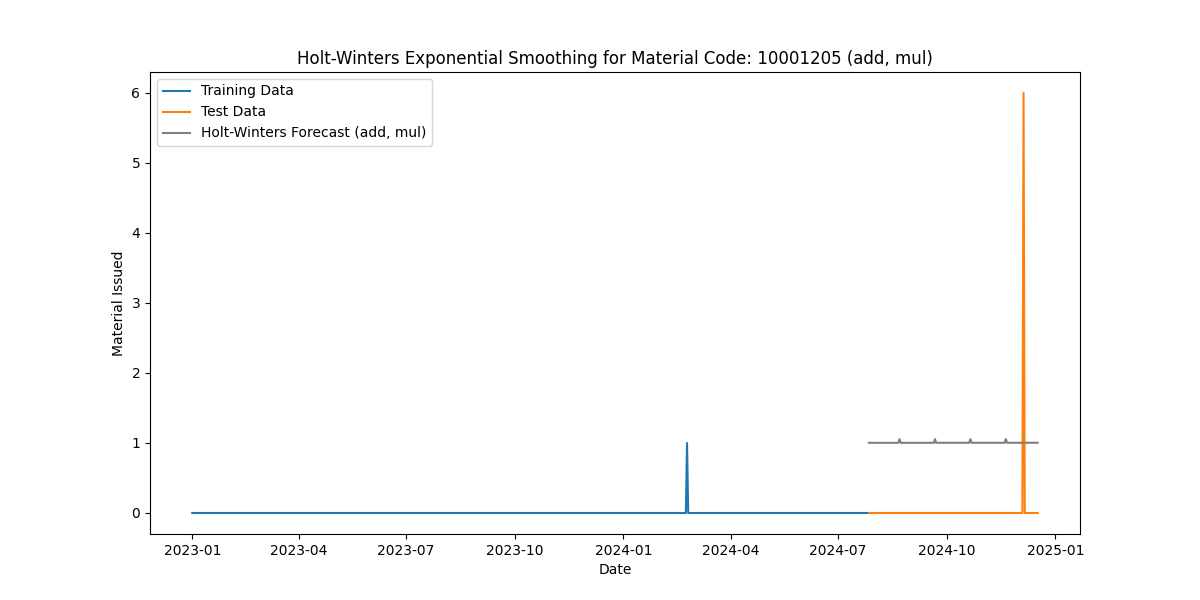 Holt-Winters Exponential Smoothing for Material Code: 10001205 (add, mul)
Training Data
Test Data
Holt-Winters Forecast (add, mul)
6
5
4
3
2
1
0
Material Issued
2023-01 2023-04 2023-07 2023-10 2024-01 2024-04 2024-07 2024-10 2025-01
Date